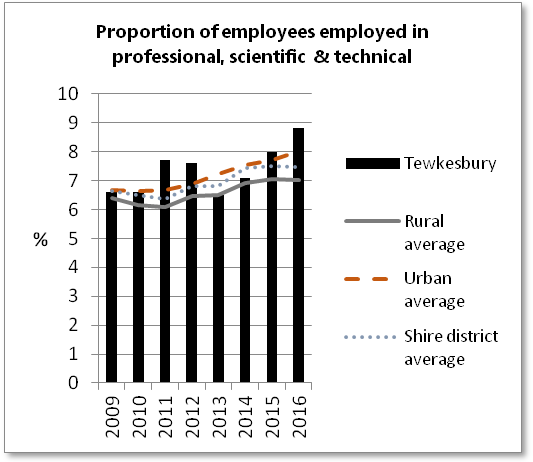 Proportion of employees employed in
professional, scientific & technical
10
9
8
7
6
5
4
3
2
1
0
%
2009
2010
2011
2012
2013
2014
2015
2016
Tewkesbury
Rural
average
Urban
average
Shire district
average